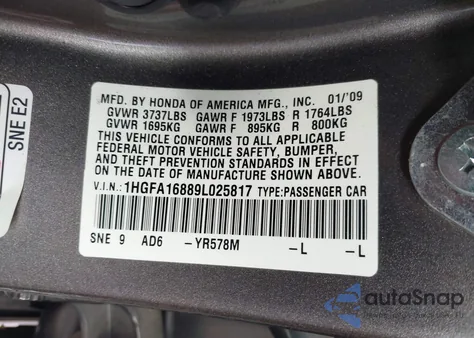 SNE E2
MFD. BY HONDA OF AMERICA MFG., INC. 01/'09
GVWR 3737LBS GAWR F 1973LBS R 1764LBS
GVWR 1695KG GAWR F 895KG R 800KG
THIS VEHICLE CONFORMS TO ALL APPLICABLE
FEDERAL MOTOR VEHICLE SAFETY, BUMPER,
AND THEFT PREVENTION STANDARDS IN EFFECT
ON THE DATE OF MANUFACTURE SHOWN ABOVE.
V.I.N.: 1HGFA16889L025817 TYPE:PASSENGER CAR
SNE 9 AD6 -YR578M -L -L
autoSnap